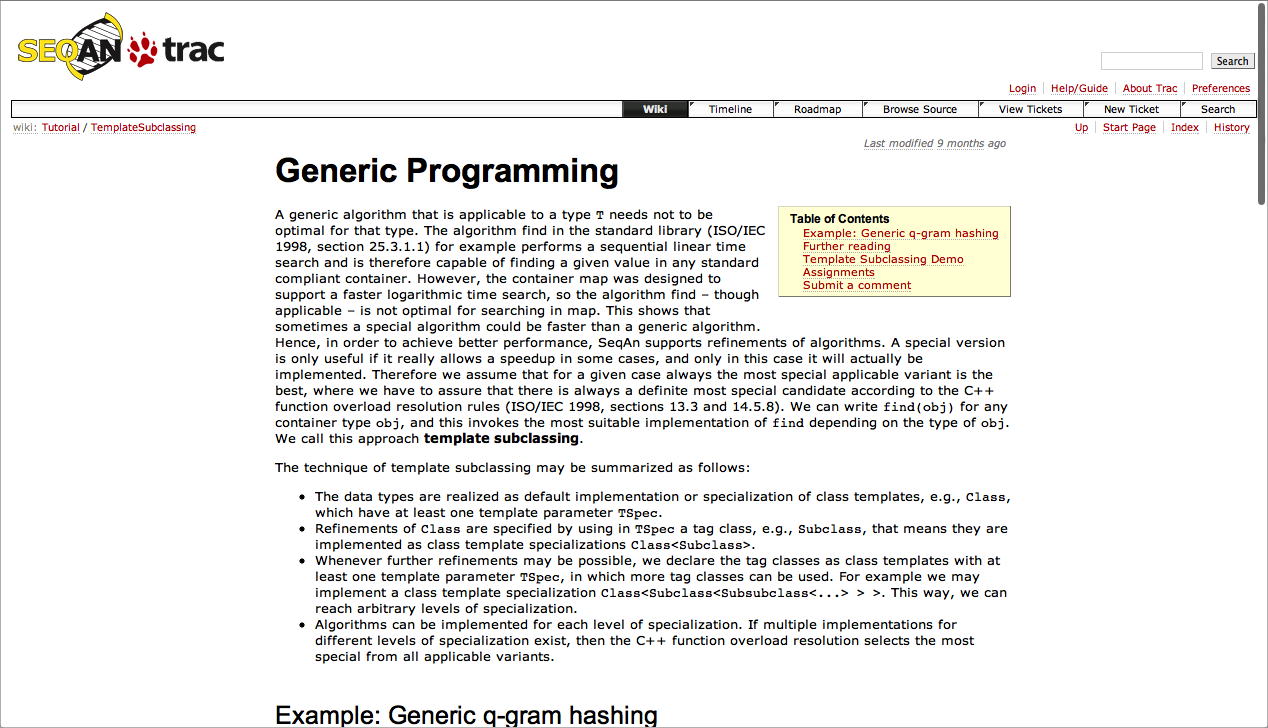 SEQAN trac
Search
Login Help/Guide About Trac Preferences
Wiki Timeline Roadmap Browse Source View Tickets New Ticket Search
wiki: Tutorial / TemplateSubclassing
Up Start Page Index History
Last modified 9 months ago
Generic Programming
A generic algorithm that is applicable to a type T needs not to be
optimal for that type. The algorithm find in the standard library (ISO/IEC
1998, section 25.3.1.1) for example performs a sequential linear time
search and is therefore capable of finding a given value in any standard
compliant container. However, the container map was designed to
support a faster logarithmic time search, so the algorithm find – though
applicable – is not optimal for searching in map. This shows that
sometimes a special algorithm could be faster than a generic algorithm.
Hence, in order to achieve better performance, SeqAn supports refinements of algorithms. A special version
is only useful if it really allows a speedup in some cases, and only in this case it will actually be
implemented. Therefore we assume that for a given case always the most special applicable variant is the
best, where we have to assure that there is always a definite most special candidate according to the C++
function overload resolution rules (ISO/IEC 1998, sections 13.3 and 14.5.8). We can write find(obj) for any
container type obj, and this invokes the most suitable implementation of find depending on the type of obj.
We call this approach template subclassing.
Table of Contents
Example: Generic q-gram hashing
Further reading
Template Subclassing Demo
Assignments
Submit a comment
The technique of template subclassing may be summarized as follows:
• The data types are realized as default implementation or specialization of class templates, e.g., Class,
which have at least one template parameter TSpec.
• Refinements of Class are specified by using in TSpec a tag class, e.g., Subclass, that means they are
implemented as class template specializations Class<Subclass>.
• Whenever further refinements may be possible, we declare the tag classes as class templates with at
least one template parameter TSpec, in which more tag classes can be used. For example we may
implement a class template specialization Class<Subclass<Subsubclass<...> > >. This way, we can
reach arbitrary levels of specialization.
• Algorithms can be implemented for each level of specialization. If multiple implementations for
different levels of specialization exist, then the C++ function overload resolution selects the most
special from all applicable variants.
Example: Generic q-gram hashing